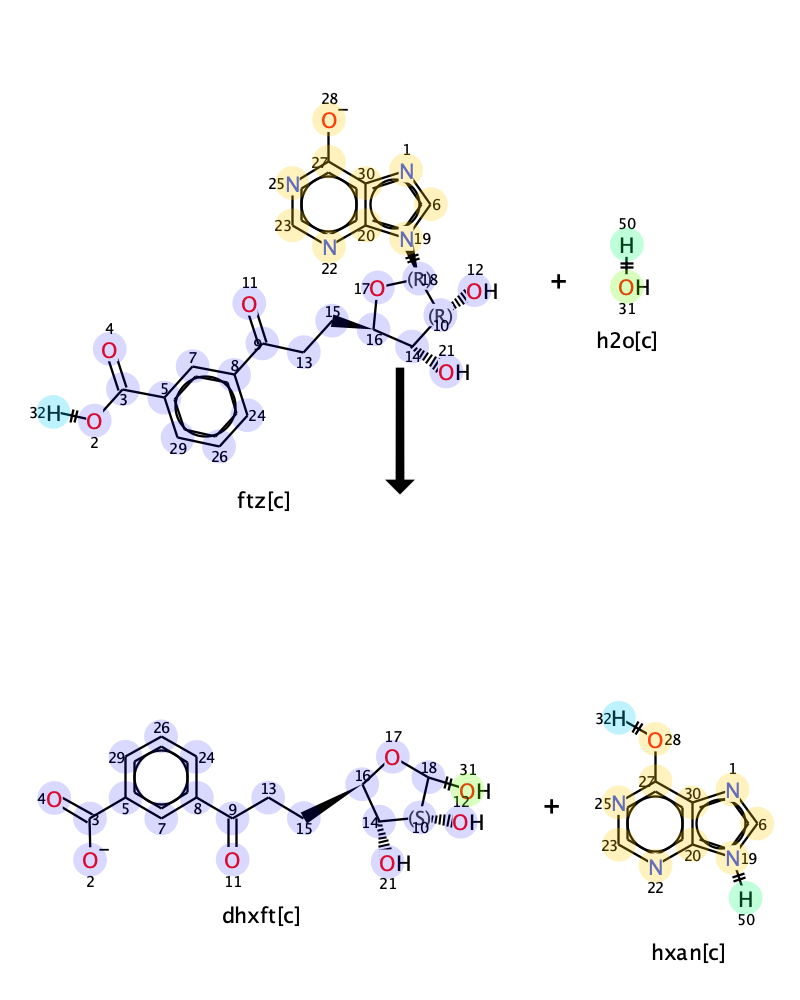 28
O⁻
27
1
N
30
25 N
6
23
20
N 19
N
22
(R) 18
17 O
12
OH
(R)
10
11
O
15
16
14
21
OH
9
13
4
O
7
8
3
5
32 H
O
2
24
29
26
ftz[c]
+
50
H
OH
31
h2o[c]
26
29
24
17
O
4 O
3
5
7
8
9
13
15
16
18
31
OH
12
OH
(S)
10
14
O⁻
2
O
11
OH
21
dhxft[c]
+
32 H
O 28
27
1
N
25 N
30
6
23
20
N 19
N
22
H
50
hxan[c]